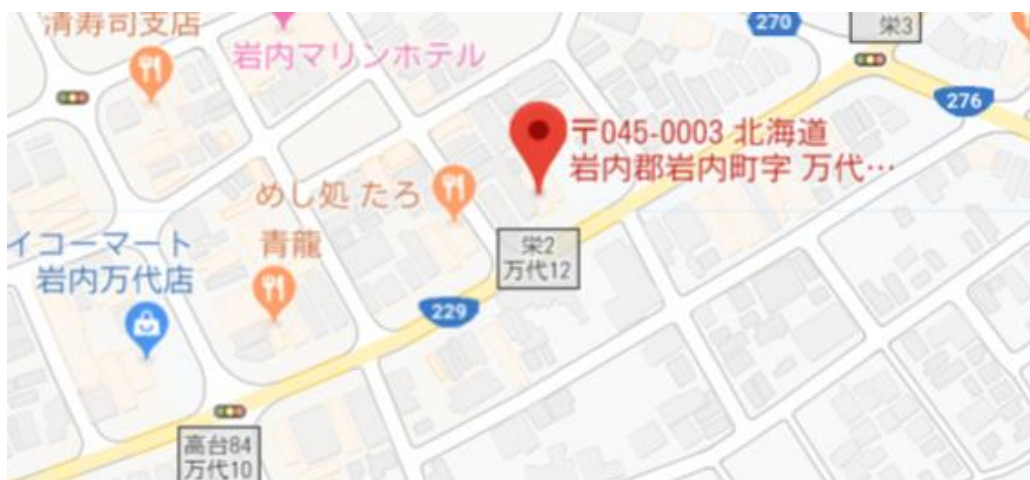 清寿司支店
岩内マリンホテル
270
栄3
276
〒045-0003 北海道
岩内郡岩内町字 万代…
めし処 たろ
栄2
万代12
イコーマート
岩内万代店
青龍
229
高台84
万代10